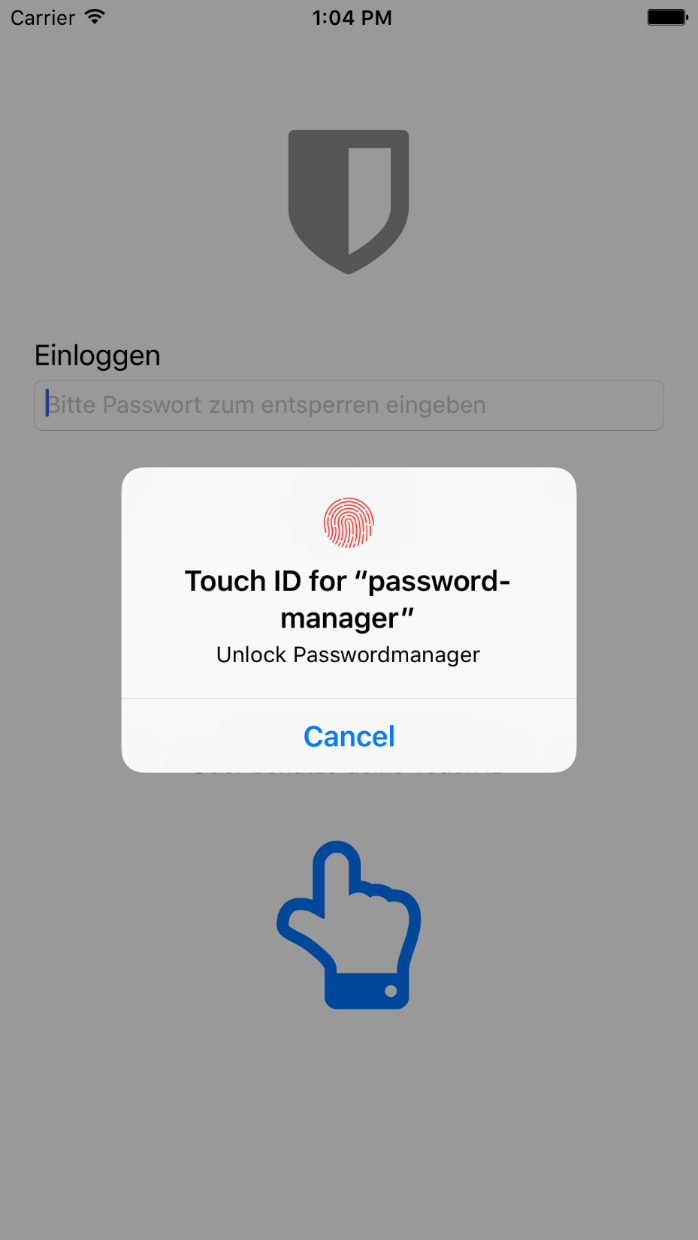 Carrier 1:04 PM
Einloggen
Bitte Passwort zum entsperren eingeben
Touch ID for “password-
manager”
Unlock Passwordmanager
Cancel